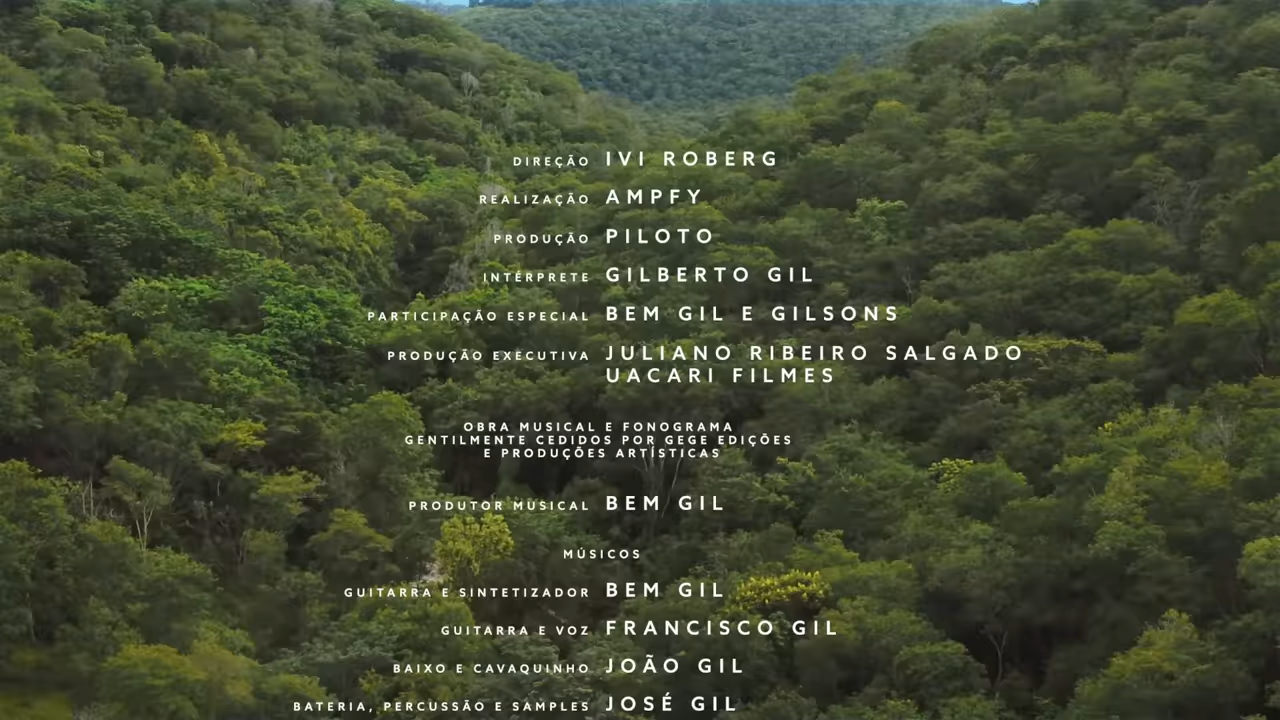 DIREÇÃO IVI ROBERG
REALIZAÇÃO AMPFY
PRODUÇÃO PILOTO
INTÉRPRETE GILBERTO GIL
PARTICIPAÇÃO ESPECIAL BEM GIL E GILSONS
PRODUÇÃO EXECUTIVA JULIANO RIBEIRO SALGADO
UACARI FILMES
OBRA MUSICAL E FONOGRAMA
GENTILMENTE CEDIDOS POR GEGE EDIÇÕES
E PRODUÇÕES ARTÍSTICAS
PRODUTOR MUSICAL BEM GIL
MÚSICOS
GUITARRA E SINTETIZADOR BEM GIL
GUITARRA E VOZ FRANCISCO GIL
BAIXO E CAVAQUINHO JOÃO GIL
BATERIA, PERCUSSÃO E SAMPLES JOSÉ GIL